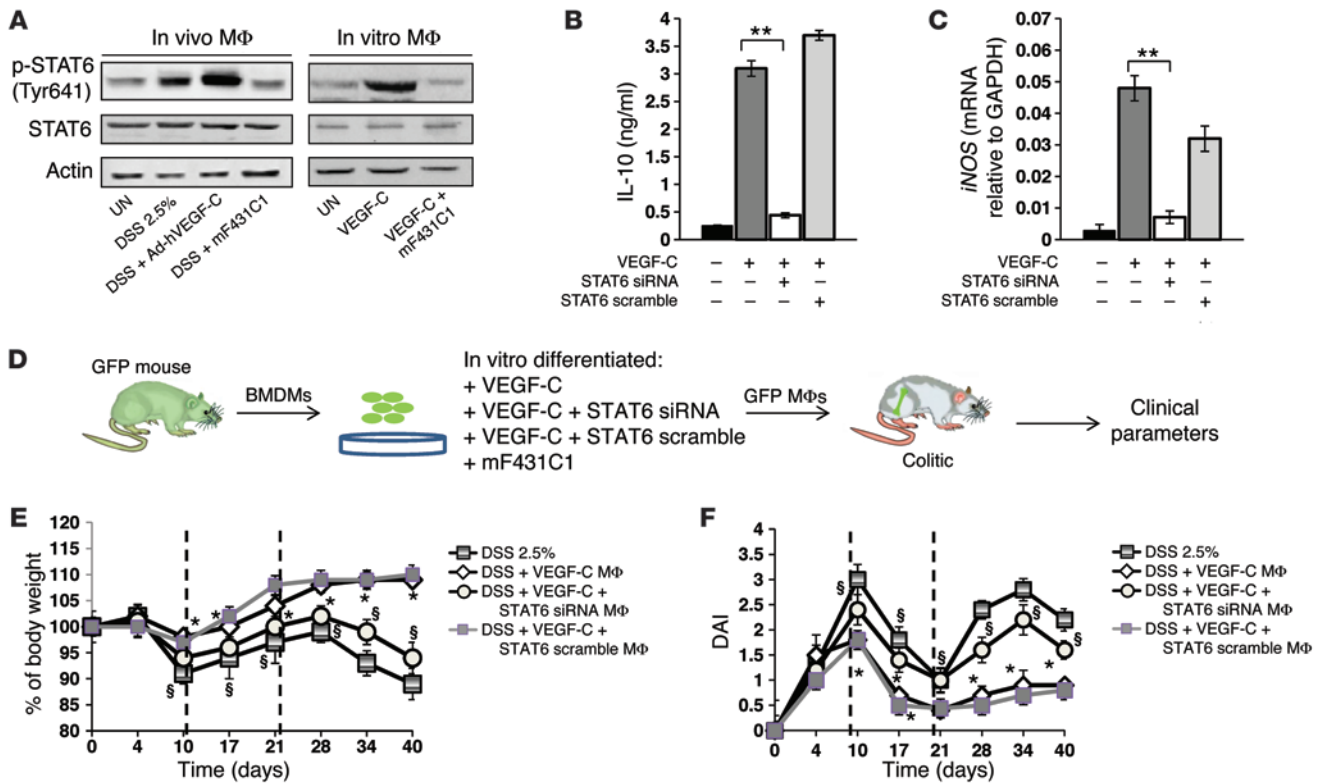 A
In vivo MΦ
In vitro MΦ
p-STAT6
(Tyr641)
STAT6
Actin
UN
DSS 2.5%
DSS + Ad-hVEGF-C
DSS + mF431C1
UN
VEGF-C
VEGF-C +
mF431C1
B
**
IL-10 (ng/ml)
4
3.5
3
2.5
2
1.5
1
0.5
0
VEGF-C − + + +
STAT6 siRNA − − + −
STAT6 scramble − − − +
C
**
iNOS (mRNA
relative to GAPDH)
0.06
0.05
0.04
0.03
0.02
0.01
0
VEGF-C − + + +
STAT6 siRNA − − + −
STAT6 scramble − − − +
D
GFP mouse
BMDMs
In vitro differentiated:
+ VEGF-C
+ VEGF-C + STAT6 siRNA
+ VEGF-C + STAT6 scramble
+ mF431C1
GFP MΦs
Colitic
Clinical
parameters
E
% of body weight
120
115
110
105
100
95
90
85
80
0 4 10 17 21 28 34 40
Time (days)
* * * * * *
§ § § § § §
DSS 2.5%
DSS + VEGF-C MΦ
DSS + VEGF-C +
STAT6 siRNA MΦ
DSS + VEGF-C +
STAT6 scramble MΦ
F
DAI
4
3.5
3
2.5
2
1.5
1
0.5
0
0 4 10 17 21 28 34 40
Time (days)
§ § § § § §
* * * * * *
DSS 2.5%
DSS + VEGF-C MΦ
DSS + VEGF-C +
STAT6 siRNA MΦ
DSS + VEGF-C +
STAT6 scramble MΦ